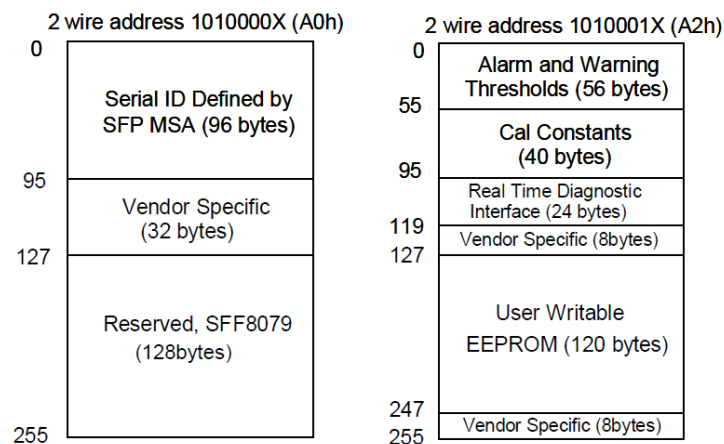 2 wire address 1010000X (A0h)
0
Serial ID Defined by
SFP MSA (96 bytes)
95
Vendor Specific
(32 bytes)
127
Reserved, SFF8079
(128bytes)
255
2 wire address 1010001X (A2h)
0
Alarm and Warning
Thresholds (56 bytes)
55
Cal Constants
(40 bytes)
95
Real Time Diagnostic
Interface (24 bytes)
119
Vendor Specific (8bytes)
127
User Writable
EEPROM (120 bytes)
247
Vendor Specific (8bytes)
255